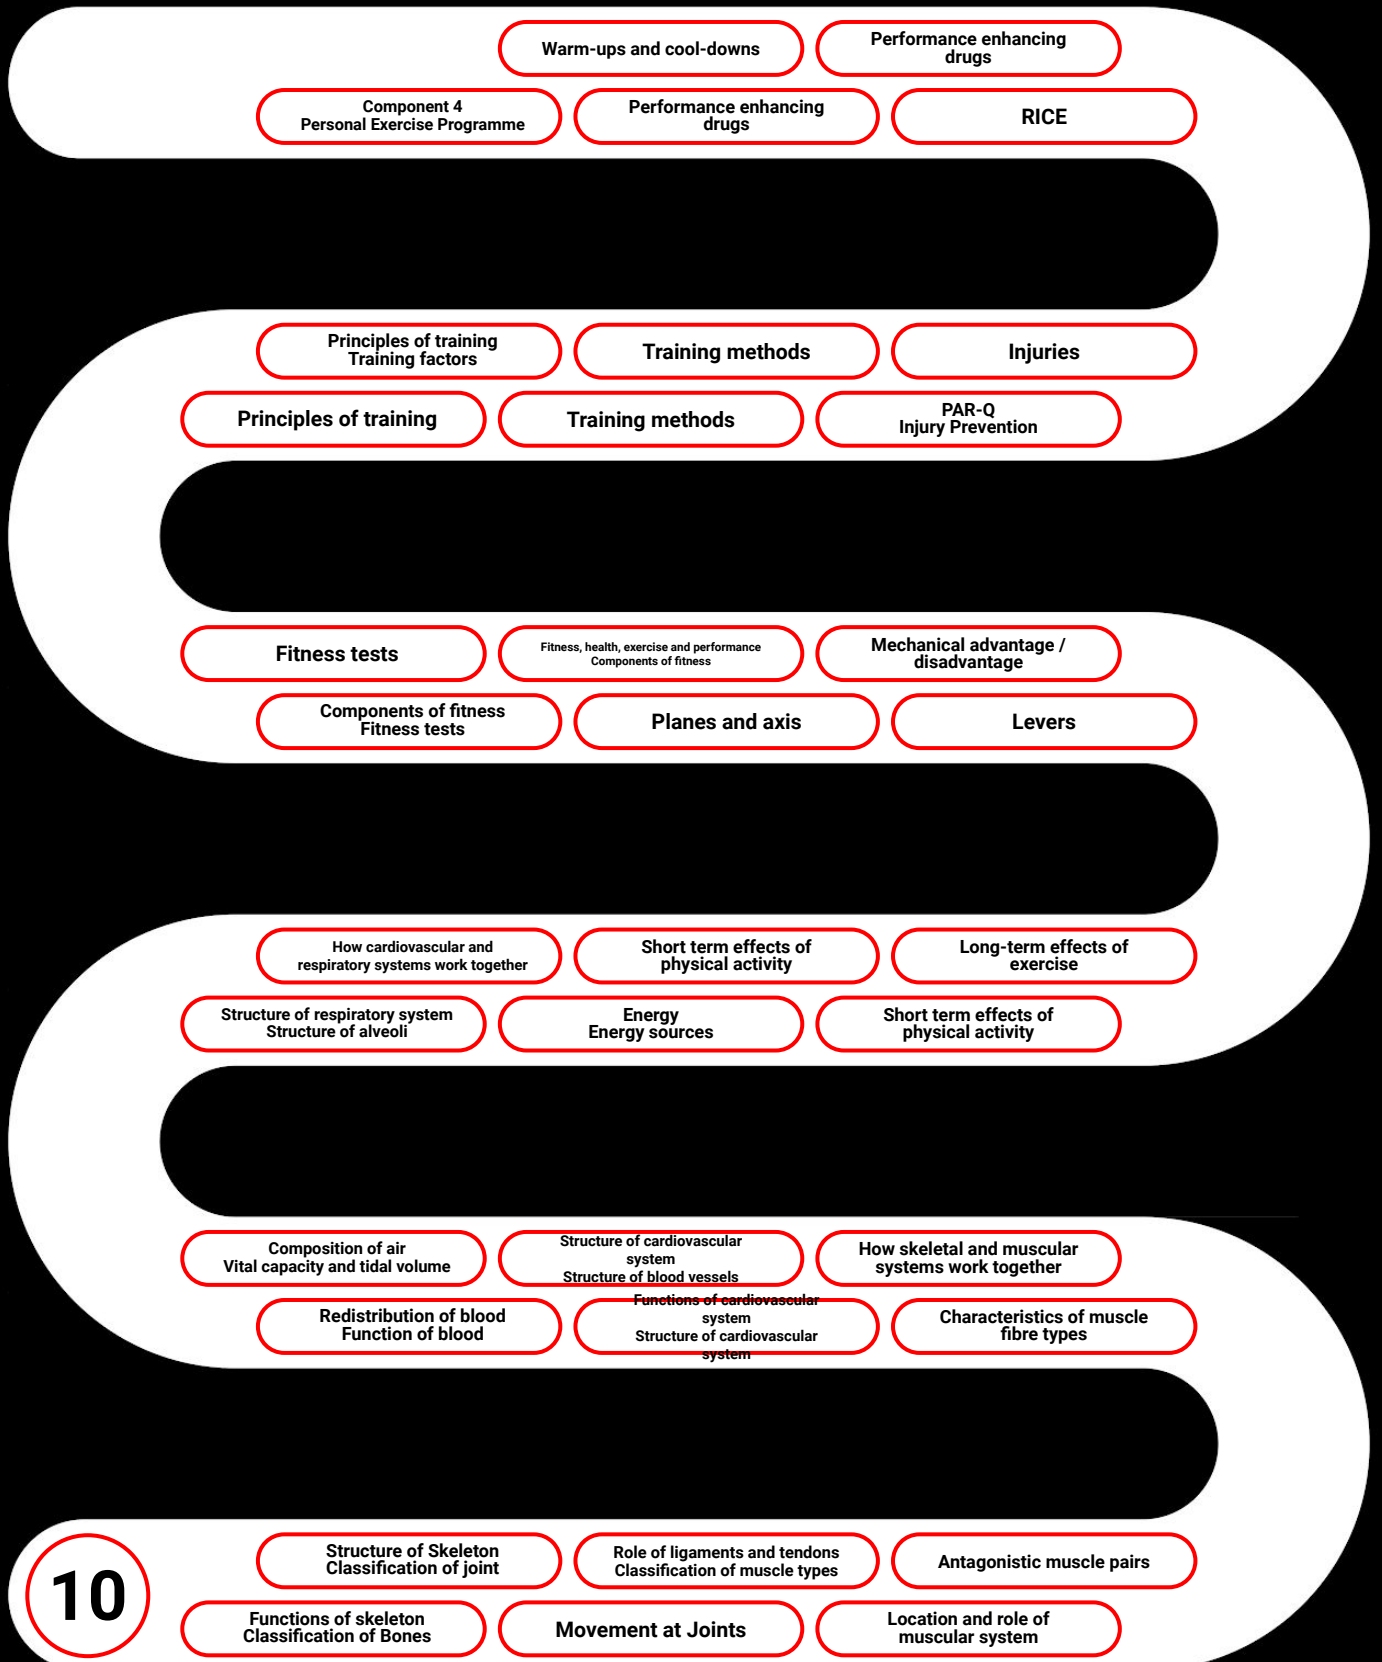 Warm-ups and cool-downs
Performance enhancing
drugs
Component 4
Personal Exercise Programme
Performance enhancing
drugs
RICE
Principles of training
Training factors
Training methods
Injuries
Principles of training
Training methods
PAR-Q
Injury Prevention
Fitness tests
Fitness, health, exercise and performance
Components of fitness
Mechanical advantage /
disadvantage
Components of fitness
Fitness tests
Planes and axis
Levers
How cardiovascular and
respiratory systems work together
Short term effects of
physical activity
Long-term effects of
exercise
Structure of respiratory system
Structure of alveoli
Energy
Energy sources
Short term effects of
physical activity
Composition of air
Vital capacity and tidal volume
Structure of cardiovascular
system
Structure of blood vessels
How skeletal and muscular
systems work together
Redistribution of blood
Function of blood
Functions of cardiovascular
system
Structure of cardiovascular
system
Characteristics of muscle
fibre types
10
Structure of Skeleton
Classification of joint
Role of ligaments and tendons
Classification of muscle types
Antagonistic muscle pairs
Functions of skeleton
Classification of Bones
Movement at Joints
Location and role of
muscular system